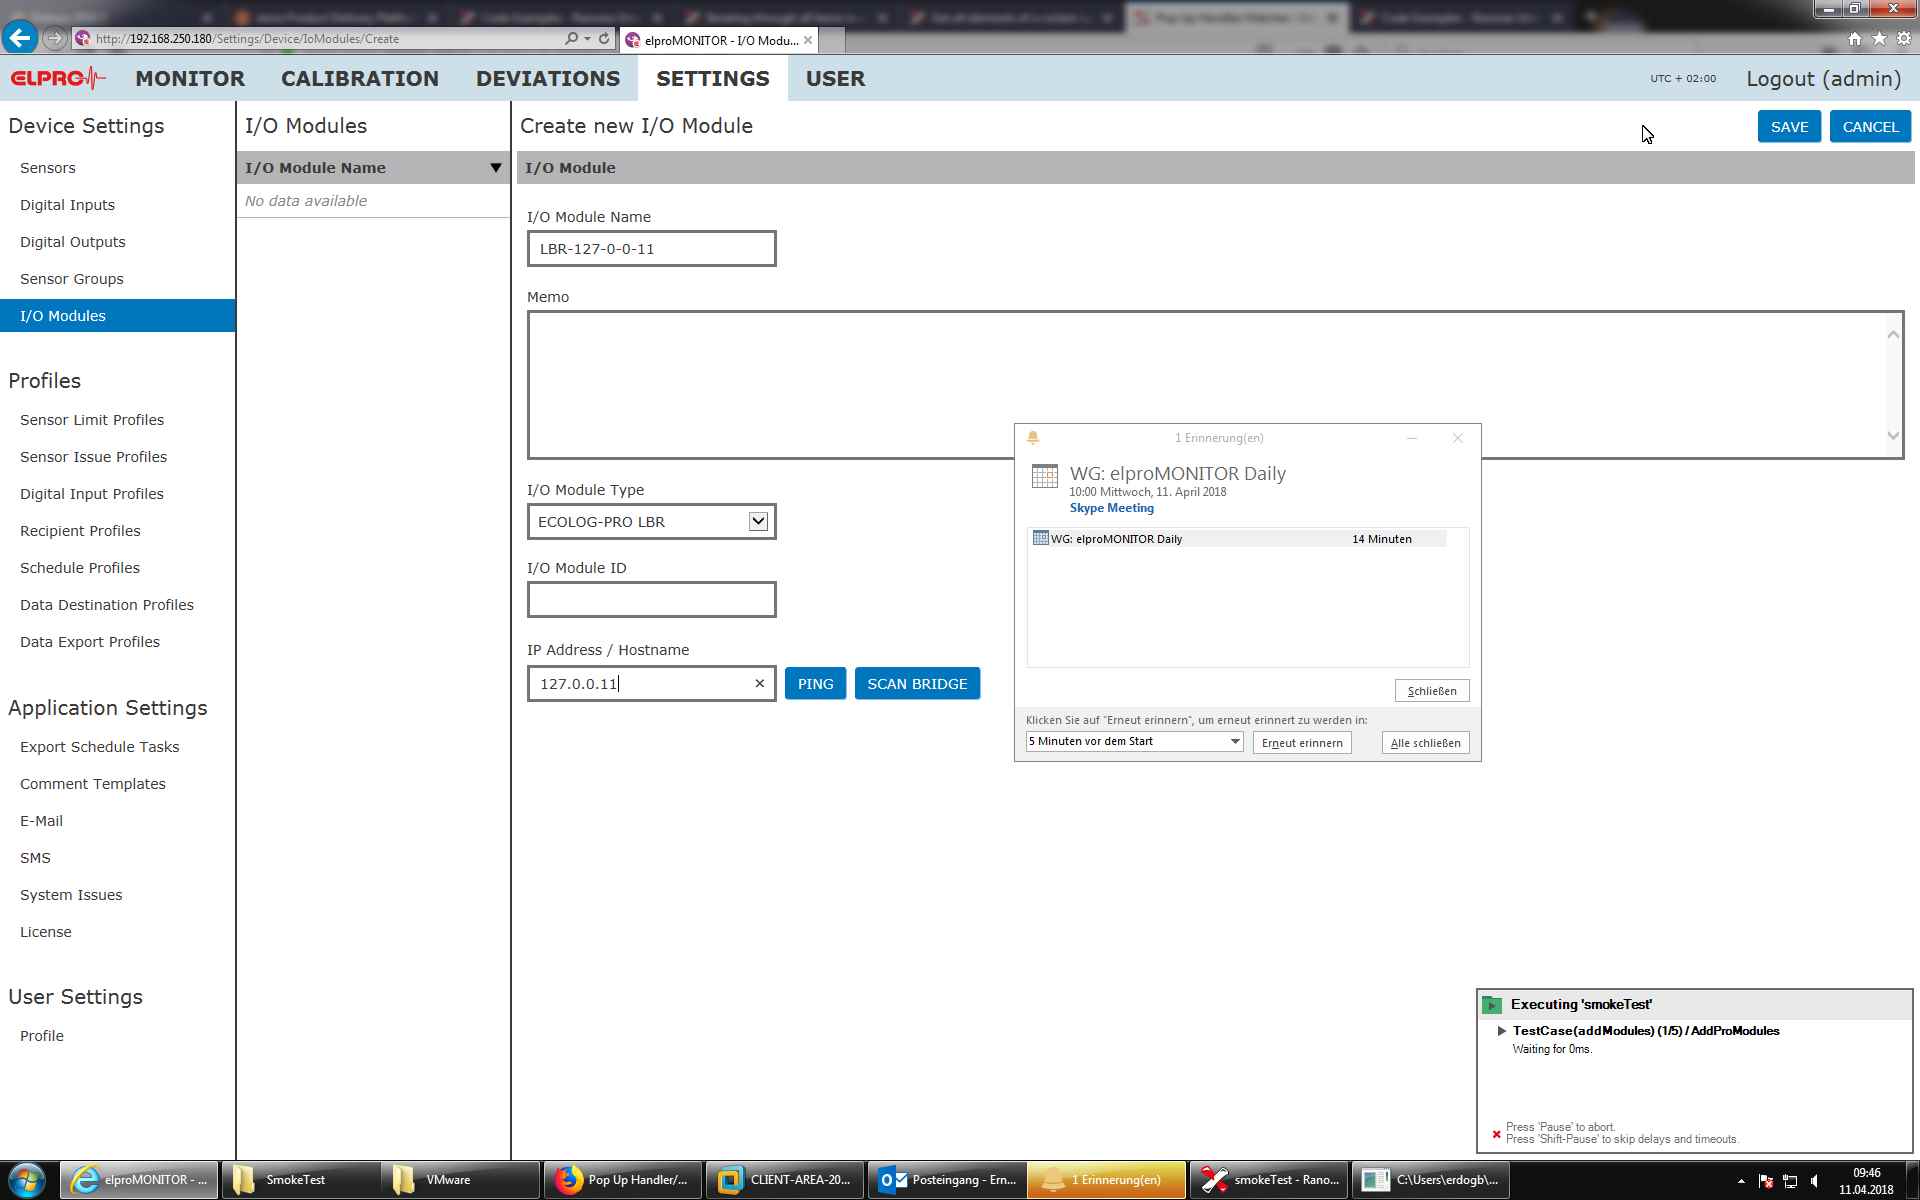 http://192.168.250.180/Settings/Device/IoModules/Create
elproMONITOR - I/O Modu...
ELPRO
MONITOR
CALIBRATION
DEVIATIONS
SETTINGS
USER
UTC + 02:00
Logout (admin)
Device Settings
Sensors
Digital Inputs
Digital Outputs
Sensor Groups
I/O Modules
Profiles
Sensor Limit Profiles
Sensor Issue Profiles
Digital Input Profiles
Recipient Profiles
Schedule Profiles
Data Destination Profiles
Data Export Profiles
Application Settings
Export Schedule Tasks
Comment Templates
E-Mail
SMS
System Issues
License
User Settings
Profile
I/O Modules
I/O Module Name
No data available
Create new I/O Module
SAVE
CANCEL
I/O Module
I/O Module Name
LBR-127-0-0-11
Memo
I/O Module Type
ECOLOG-PRO LBR
I/O Module ID
IP Address / Hostname
127.0.0.11
PING
SCAN BRIDGE
1 Erinnerung(en)
WG: elproMONITOR Daily
10:00 Mittwoch, 11. April 2018
Skype Meeting
WG: elproMONITOR Daily
14 Minuten
Schließen
Klicken Sie auf "Erneut erinnern", um erneut erinnert zu werden in:
5 Minuten vor dem Start
Erneut erinnern
Alle schließen
Executing 'smokeTest'
TestCase(addModules) (1/5) / AddProModules
Waiting for 0ms.
Press 'Pause' to abort.
Press 'Shift-Pause' to skip delays and timeouts.
elproMONITOR - ...
SmokeTest
VMware
Pop Up Handler/...
CLIENT-AREA-20...
Posteingang - Ern...
1 Erinnerung(en)
smokeTest - Rano...
C:\Users\erdogb\...
09:46
11.04.2018